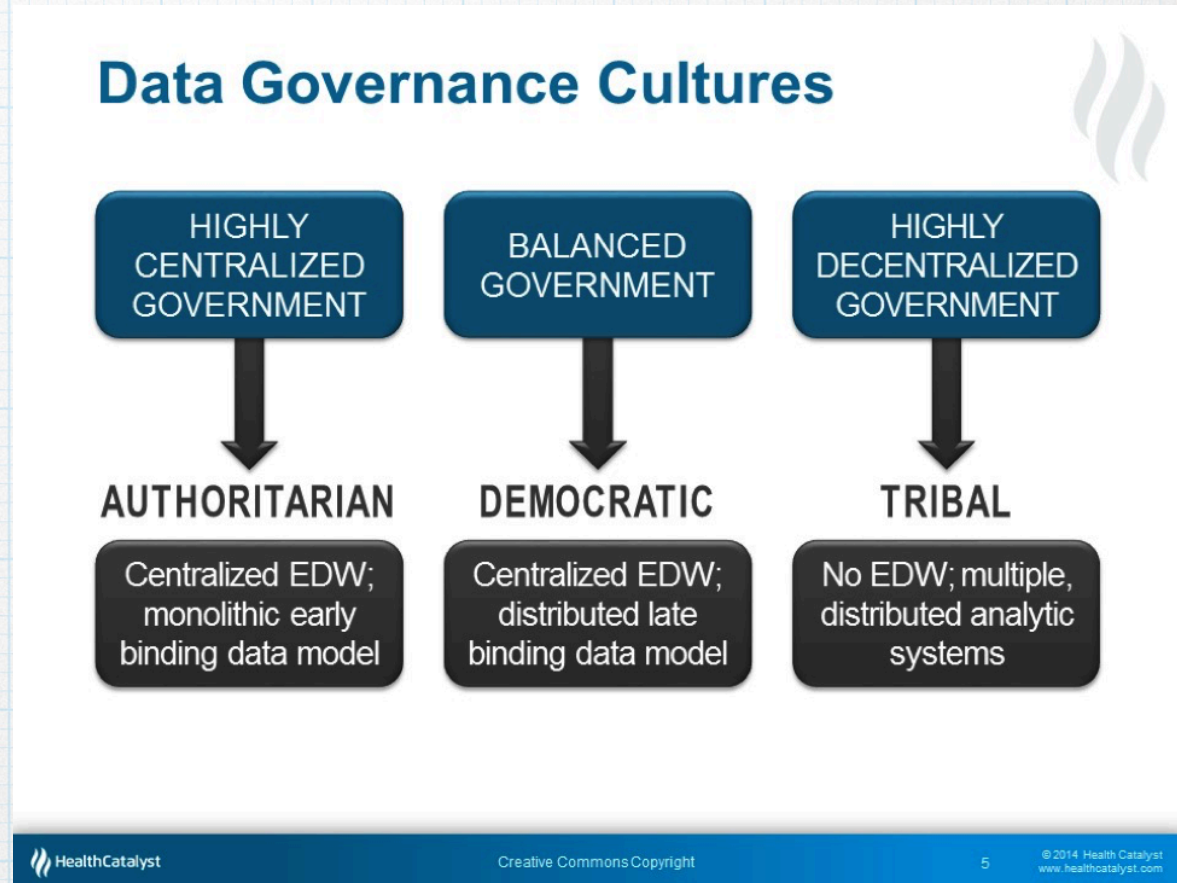 Data Governance Cultures
HIGHLY
CENTRALIZED
GOVERNMENT
BALANCED
GOVERNMENT
HIGHLY
DECENTRALIZED
GOVERNMENT
AUTHORITARIAN
DEMOCRATIC
TRIBAL
Centralized EDW;
monolithic early
binding data model
Centralized EDW;
distributed late
binding data model
No EDW; multiple,
distributed analytic
systems
HealthCatalyst
Creative Commons Copyright
5
© 2014 Health Catalyst
www.healthcatalyst.com